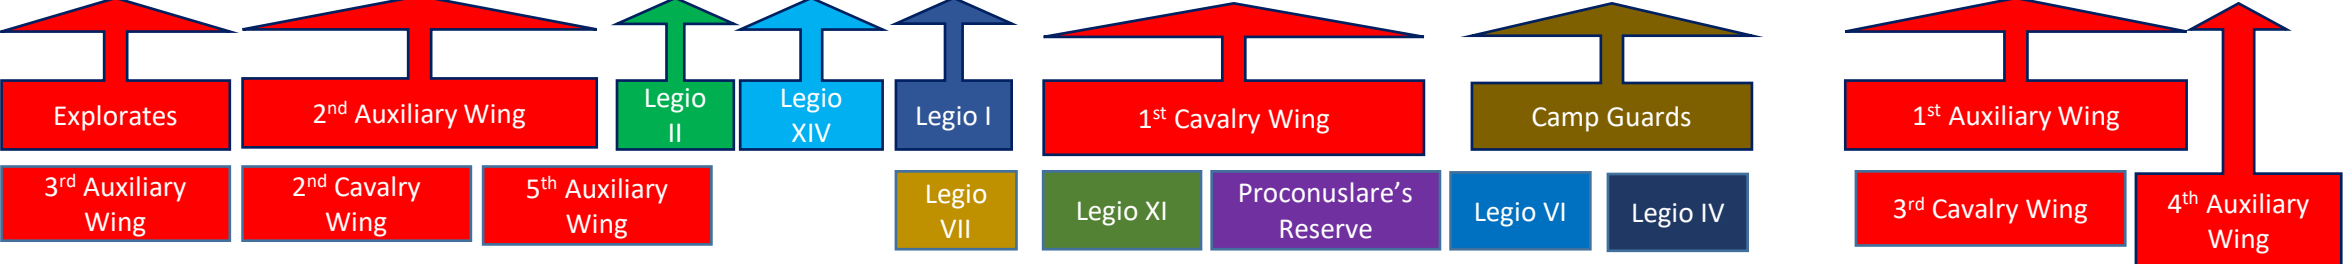 Explorates
2nd Auxiliary Wing
Legio
II
Legio
XIV
Legio I
1st Cavalry Wing
Camp Guards
1st Auxiliary Wing
3rd Auxiliary
Wing
2nd Cavalry
Wing
5th Auxiliary
Wing
Legio
VII
Legio XI
Proconuslare’s
Reserve
Legio VI
Legio IV
3rd Cavalry Wing
4th Auxiliary
Wing